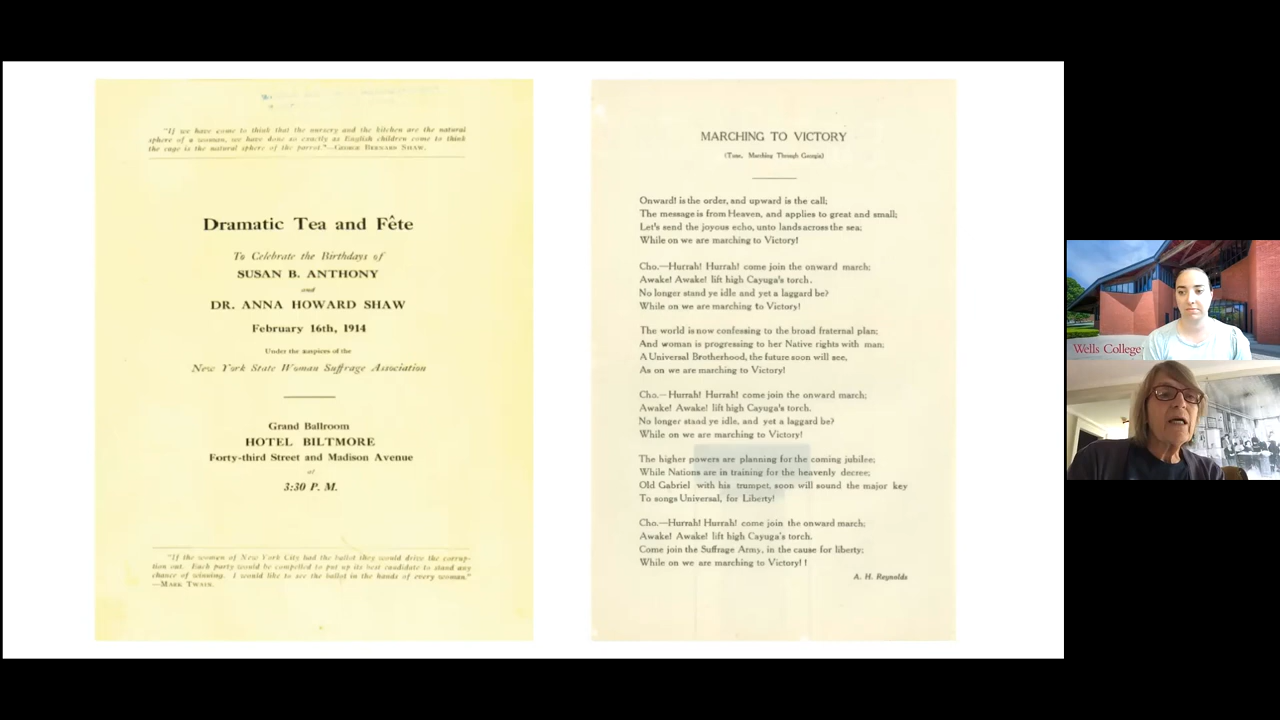 "If we have come to think that the nursery and the kitchen are the natural
sphere of a woman, we have done so exactly as English children come to think
the cage is the natural sphere of the parrot."—GEORGE BERNARD SHAW.
Dramatic Tea and Fête
To Celebrate the Birthdays of
SUSAN B. ANTHONY
and
DR. ANNA HOWARD SHAW
February 16th, 1914
Under the auspices of the
New York State Woman Suffrage Association
Grand Ballroom
HOTEL BILTMORE
Forty-third Street and Madison Avenue
at
3:30 P. M.
"If the women of New York City had the ballot they would drive the corrup-
tion out. Each party would be compelled to put up its best candidate to stand any
chance of winning. I would like to see the ballot in the hands of every woman."
—MARK TWAIN.
MARCHING TO VICTORY
(Tune, Marching Through Georgia)
Onward! is the order, and upward is the call;
The message is from Heaven, and applies to great and small;
Let's send the joyous echo, unto lands across the sea;
While on we are marching to Victory!
Cho.—Hurrah! Hurrah! come join the onward march;
Awake! Awake! lift high Cayuga's torch.
No longer stand ye idle and yet a laggard be?
While on we are marching to Victory!
The world is now confessing to the broad fraternal plan;
And woman is progressing to her Native rights with man;
A Universal Brotherhood, the future soon will see,
As on we are marching to Victory!
Cho.—Hurrah! Hurrah! come join the onward march;
Awake! Awake! lift high Cayuga's torch.
No longer stand ye idle, and yet a laggard be?
While on we are marching to Victory!
The higher powers are planning for the coming jubilee;
While Nations are in training for the heavenly decree;
Old Gabriel with his trumpet, soon will sound the major key
To songs Universal, for Liberty!
Cho.—Hurrah! Hurrah! come join the onward march;
Awake! Awake! lift high Cayuga's torch.
Come join the Suffrage Army, in the cause for liberty;
While on we are marching to Victory! !
A. H. Reynolds
Wells College